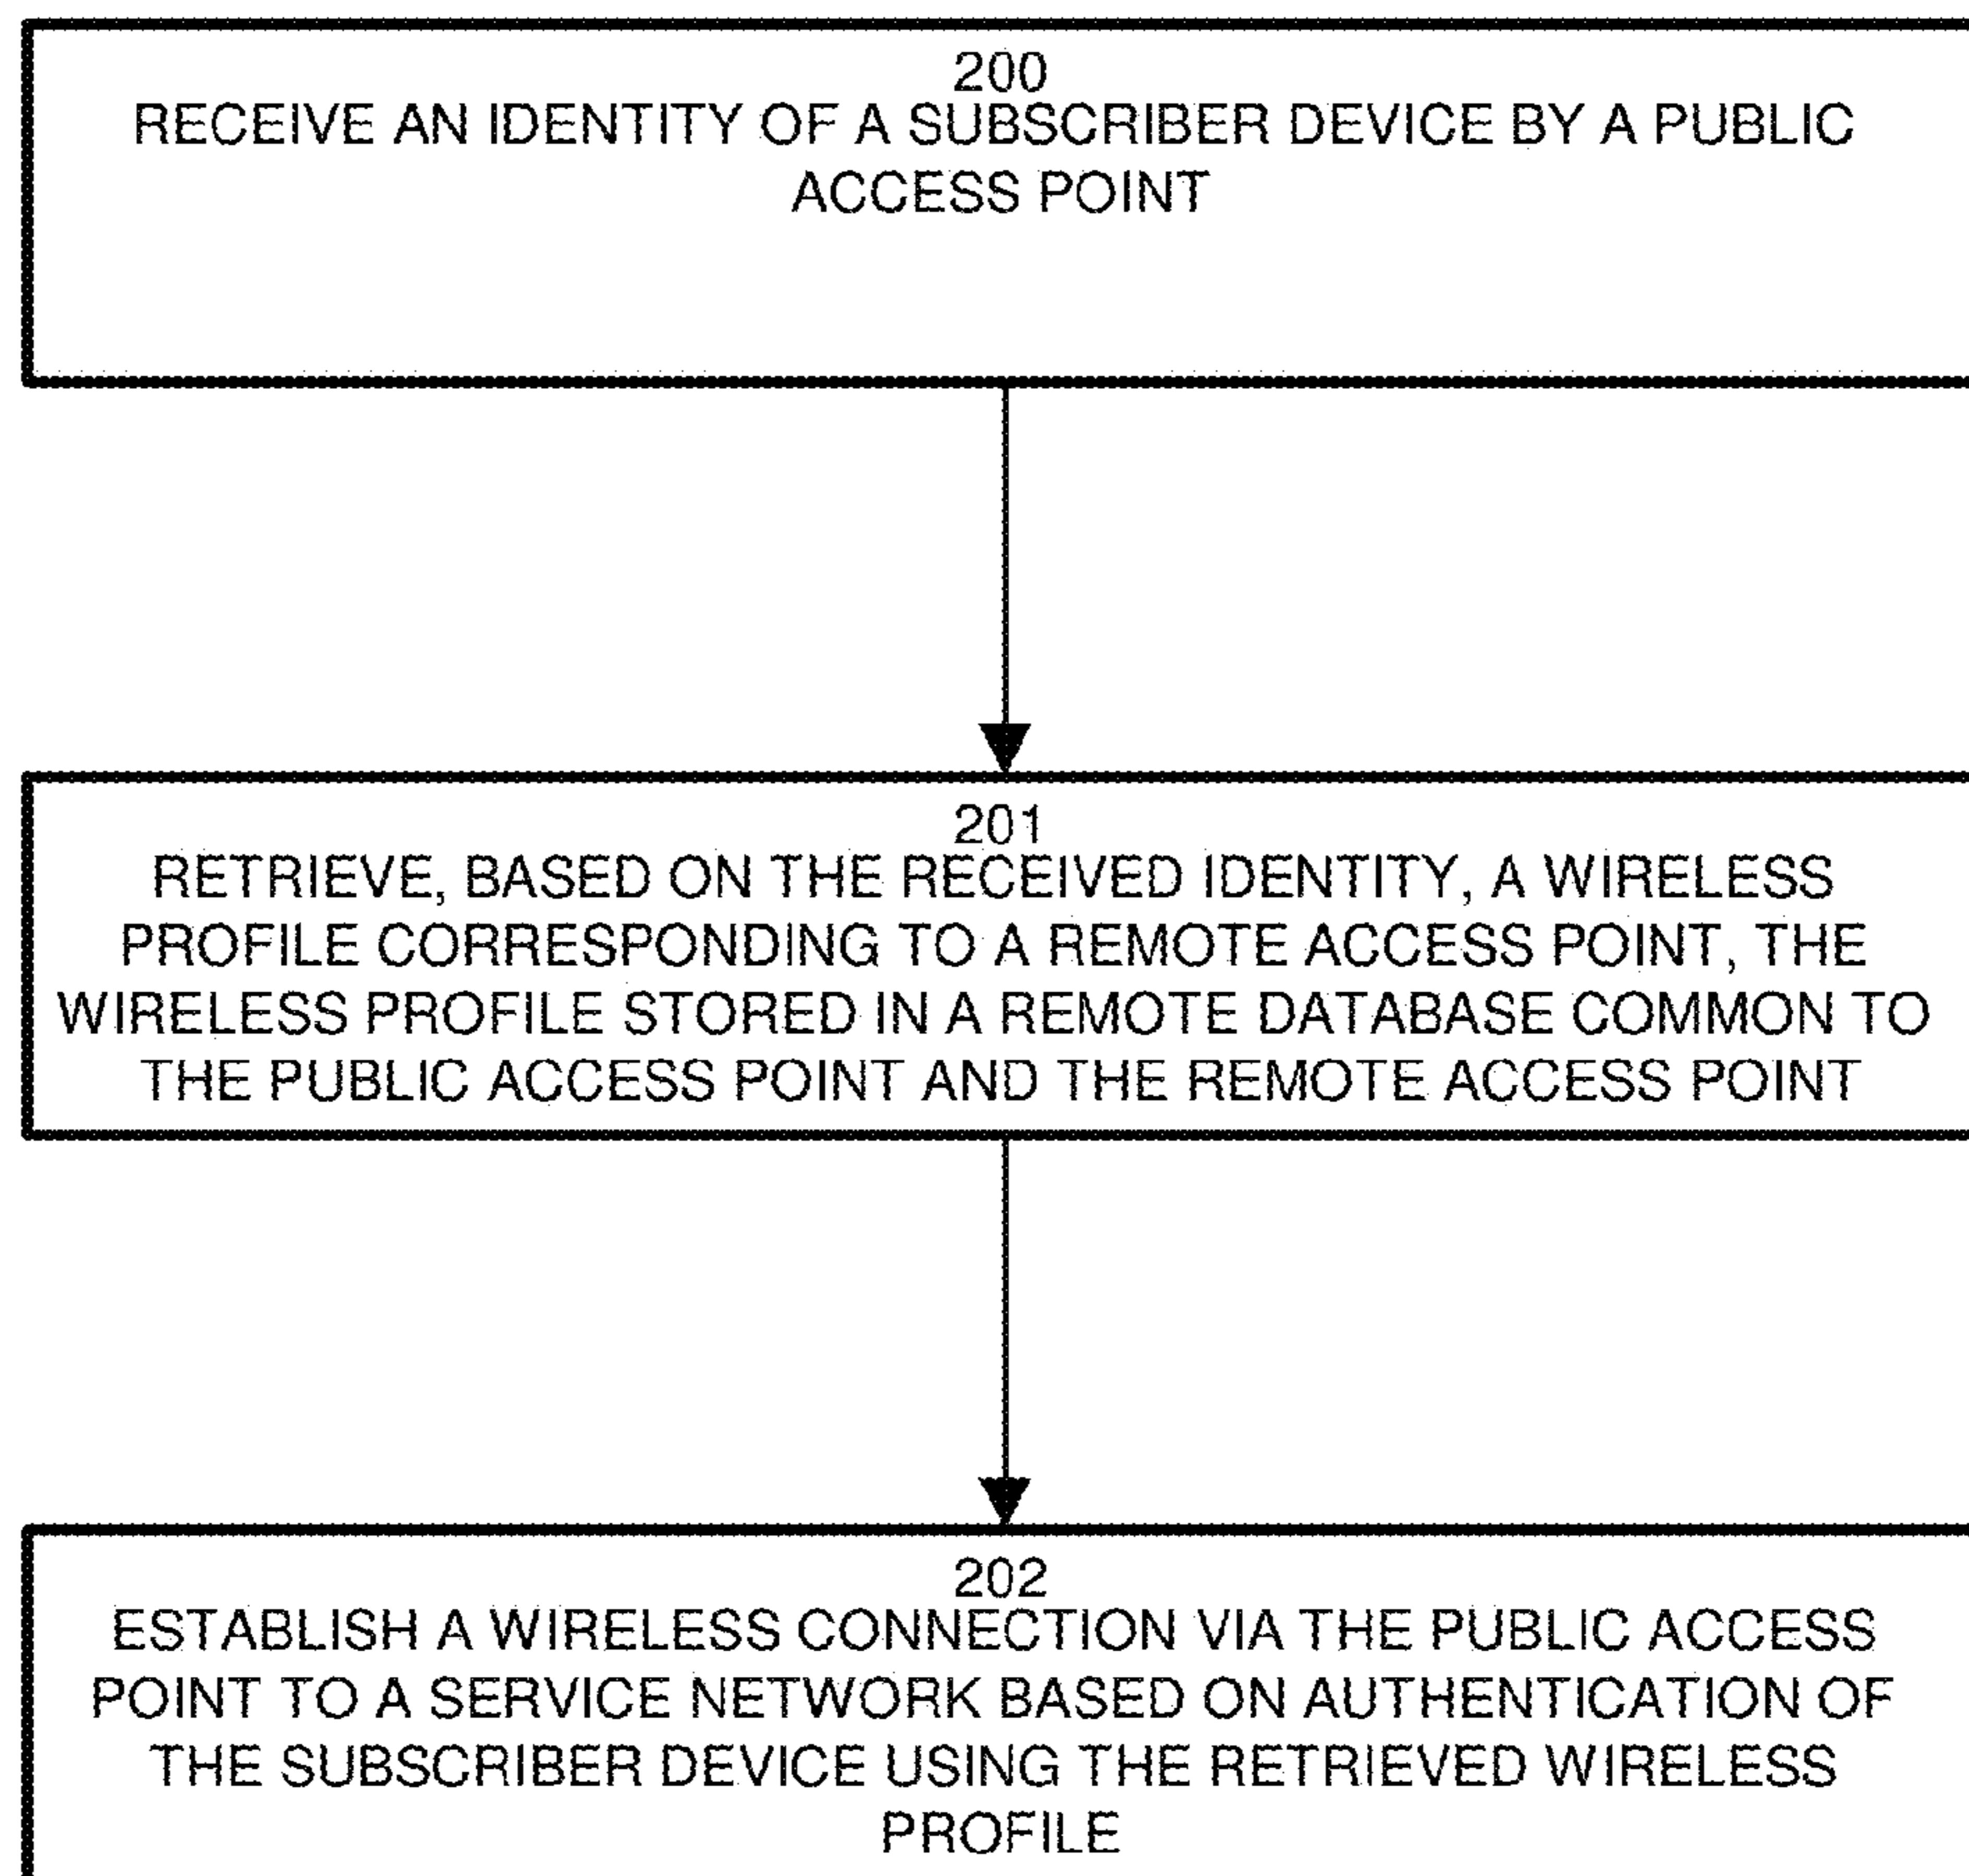 200
RECEIVE AN IDENTITY OF A SUBSCRIBER DEVICE BY A PUBLIC
ACCESS POINT
201
RETRIEVE, BASED ON THE RECEIVED IDENTITY, A WIRELESS
PROFILE CORRESPONDING TO A REMOTE ACCESS POINT, THE
WIRELESS PROFILE STORED IN A REMOTE DATABASE COMMON TO
THE PUBLIC ACCESS POINT AND THE REMOTE ACCESS POINT
202
ESTABLISH A WIRELESS CONNECTION VIA THE PUBLIC ACCESS
POINT TO A SERVICE NETWORK BASED ON AUTHENTICATION OF
THE SUBSCRIBER DEVICE USING THE RETRIEVED WIRELESS
PROFILE